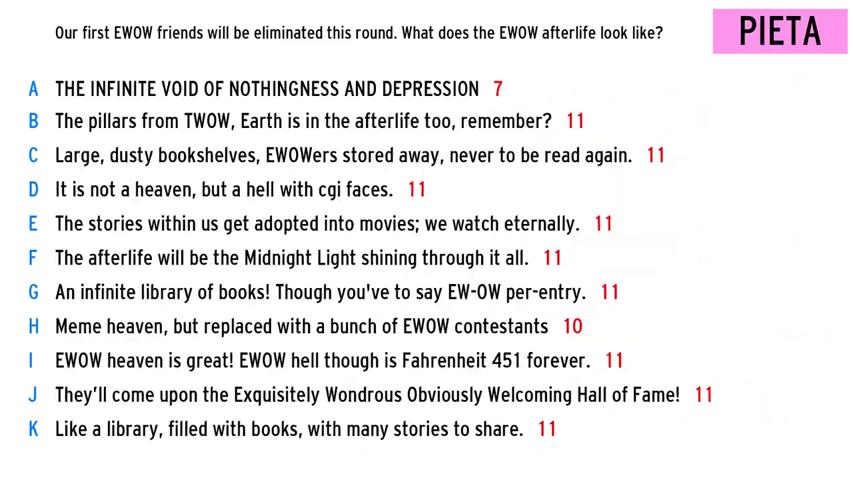 Our first EWOW friends will be eliminated this round. What does the EWOW afterlife look like?
PIETA
A THE INFINITE VOID OF NOTHINGNESS AND DEPRESSION 7
B The pillars from TWOW, Earth is in the afterlife too, remember? 11
C Large, dusty bookshelves, EWOWers stored away, never to be read again. 11
D It is not a heaven, but a hell with cgi faces. 11
E The stories within us get adopted into movies; we watch eternally. 11
F The afterlife will be the Midnight Light shining through it all. 11
G An infinite library of books! Though you've to say EW-OW per-entry. 11
H Meme heaven, but replaced with a bunch of EWOW contestants 10
I EWOW heaven is great! EWOW hell though is Fahrenheit 451 forever. 11
J They’ll come upon the Exquisitely Wondrous Obviously Welcoming Hall of Fame! 11
K Like a library, filled with books, with many stories to share. 11